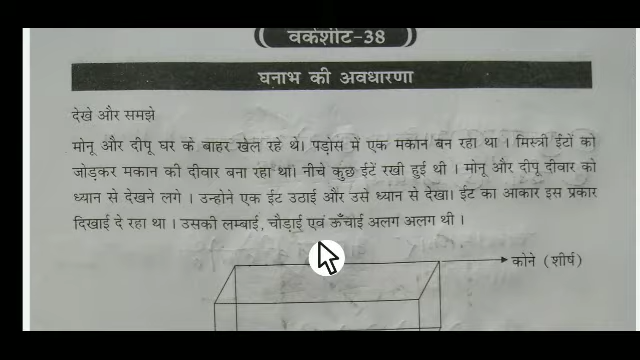 वर्कशीट-38
घनाभ की अवधारणा
देखे और समझे
मोनू और दीपू घर के बाहर खेल रहे थे। पड़ोस में एक मकान बन रहा था । मिस्त्री ईंटों को
जोड़कर मकान की दीवार बना रहा था। नीचे कुछ ईटें रखी हुई थी । मोनू और दीपू दीवार को
ध्यान से देखने लगे । उन्होने एक ईंट उठाई और उसे ध्यान से देखा। ईंट का आकार इस प्रकार
दिखाई दे रहा था । उसकी लम्बाई, चौड़ाई एवं ऊँचाई अलग अलग थी ।
कोने (शीर्ष)